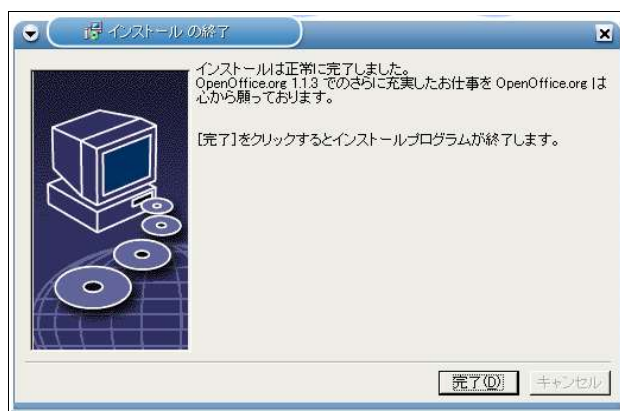 インストール の終了
インストールは正常に完了しました。
OpenOffice.org 1.1.3 でのさらに充実したお仕事を OpenOffice.org は
心から願っております。
[完了]をクリックするとインストールプログラムが終了します。
完了(D)
キャンセル